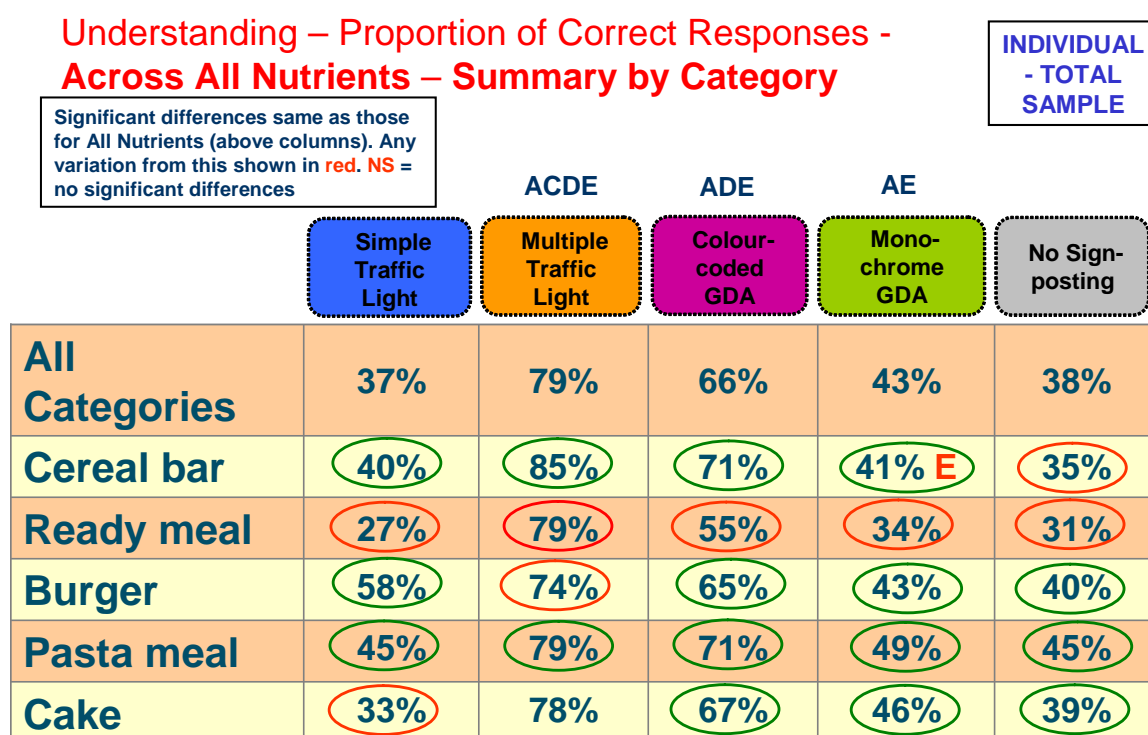 Understanding – Proportion of Correct Responses -
Across All Nutrients – Summary by Category
INDIVIDUAL
- TOTAL
SAMPLE
Significant differences same as those
for All Nutrients (above columns). Any
variation from this shown in red. NS =
no significant differences
ACDE ADE AE
Simple
Traffic
Light
Multiple
Traffic
Light
Colour-
coded
GDA
Mono-
chrome
GDA
No Sign-
posting
All
Categories
37% 79% 66% 43% 38%
Cereal bar 40% 85% 71% 41% E 35%
Ready meal 27% 79% 55% 34% 31%
Burger 58% 74% 65% 43% 40%
Pasta meal 45% 79% 71% 49% 45%
Cake 33% 78% 67% 46% 39%